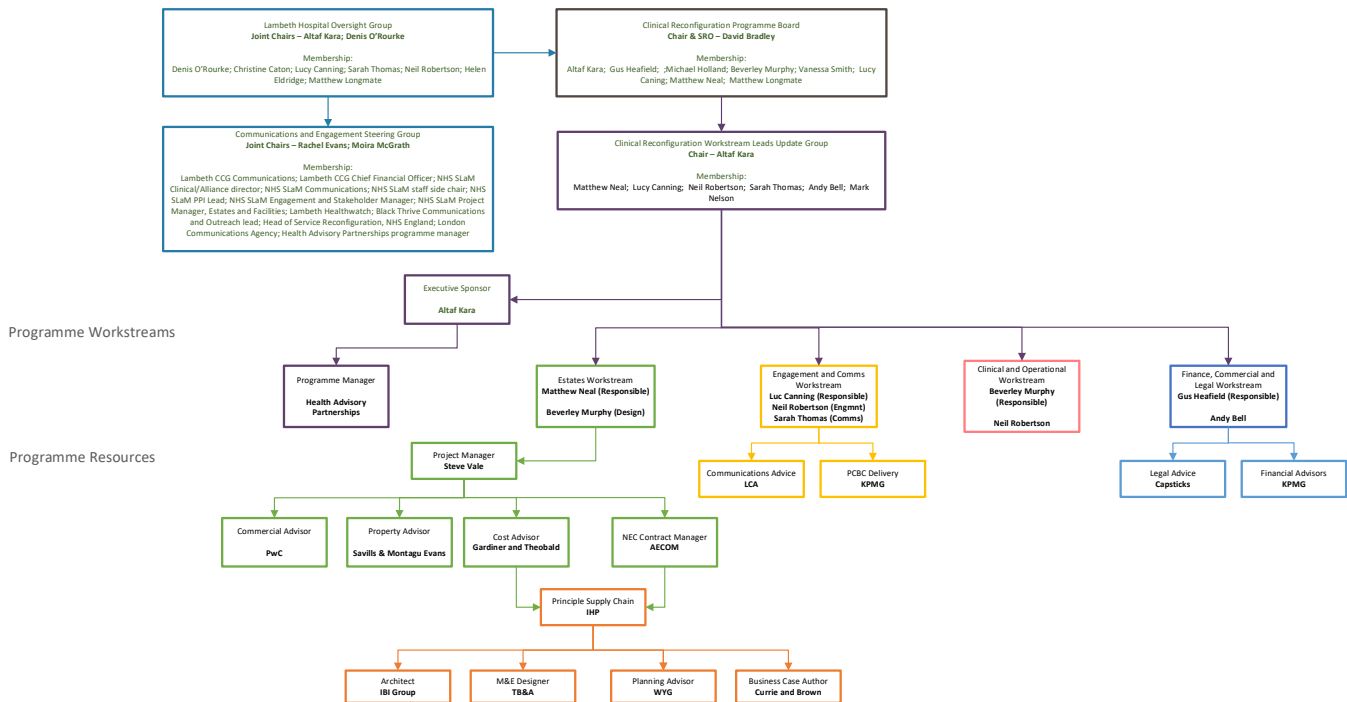 Lambeth Hospital Oversight Group
Joint Chairs – Altaf Kara; Denis O'Rourke
Membership:
Denis O'Rourke; Christine Caton; Lucy Canning; Sarah Thomas; Neil Robertson; Helen
Eldridge; Matthew Longmate
Clinical Reconfiguration Programme Board
Chair & SRO – David Bradley
Membership:
Altaf Kara; Gus Heafield; ;Michael Holland; Beverley Murphy; Vanessa Smith; Lucy
Caning; Matthew Neal; Matthew Longmate
Communications and Engagement Steering Group
Joint Chairs – Rachel Evans; Moira McGrath
Membership:
Lambeth CCG Communications; Lambeth CCG Chief Financial Officer; NHS SLaM
Clinical/Alliance director; NHS SLaM Communications; NHS SLaM staff side chair; NHS
SLaM PPI Lead; NHS SLaM Engagement and Stakeholder Manager; NHS SLaM Project
Manager, Estates and Facilities; Lambeth Healthwatch; Black Thrive Communications
and Outreach lead; Head of Service Reconfiguration, NHS England; London
Communications Agency; Health Advisory Partnerships programme manager
Clinical Reconfiguration Workstream Leads Update Group
Chair – Altaf Kara
Membership:
Matthew Neal; Lucy Canning; Neil Robertson; Sarah Thomas; Andy Bell; Mark
Nelson
Executive Sponsor
Altaf Kara
Programme Workstreams
Programme Manager
Health Advisory
Partnerships
Estates Workstream
Matthew Neal (Responsible)
Beverley Murphy (Design)
Engagement and Comms
Workstream
Luc Canning (Responsible)
Neil Robertson (Engmnt)
Sarah Thomas (Comms)
Clinical and Operational
Workstream
Beverley Murphy
(Responsible)
Neil Robertson
Finance, Commercial and
Legal Workstream
Gus Heafield (Responsible)
Andy Bell
Programme Resources
Project Manager
Steve Vale
Communications Advice
LCA
PCBC Delivery
KPMG
Legal Advice
Capsticks
Financial Advisors
KPMG
Commercial Advisor
PwC
Property Advisor
Savills & Montagu Evans
Cost Advisor
Gardiner and Theobald
NEC Contract Manager
AECOM
Principle Supply Chain
IHP
Architect
IBI Group
M&E Designer
TB&A
Planning Advisor
WYG
Business Case Author
Currie and Brown